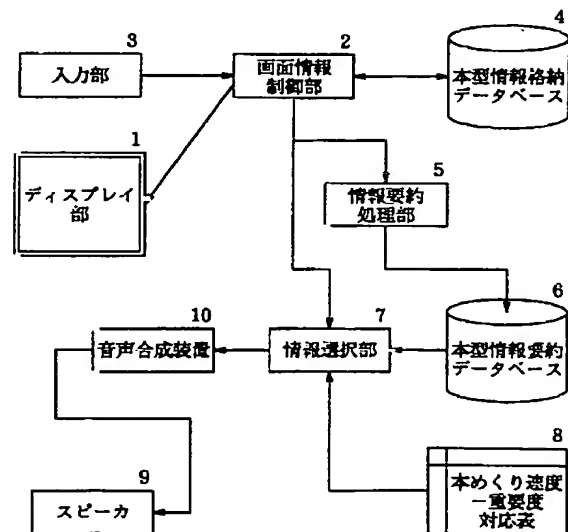 3
入力部
2
画面情報
制御部
4
本型情報格納
データベース
1
ディスプレイ
部
5
情報要約
処理部
6
本型情報要約
データベース
10
音声合成装置
7
情報選択部
8
本めくり速度
ー重要度
対応表
9
スピーカ